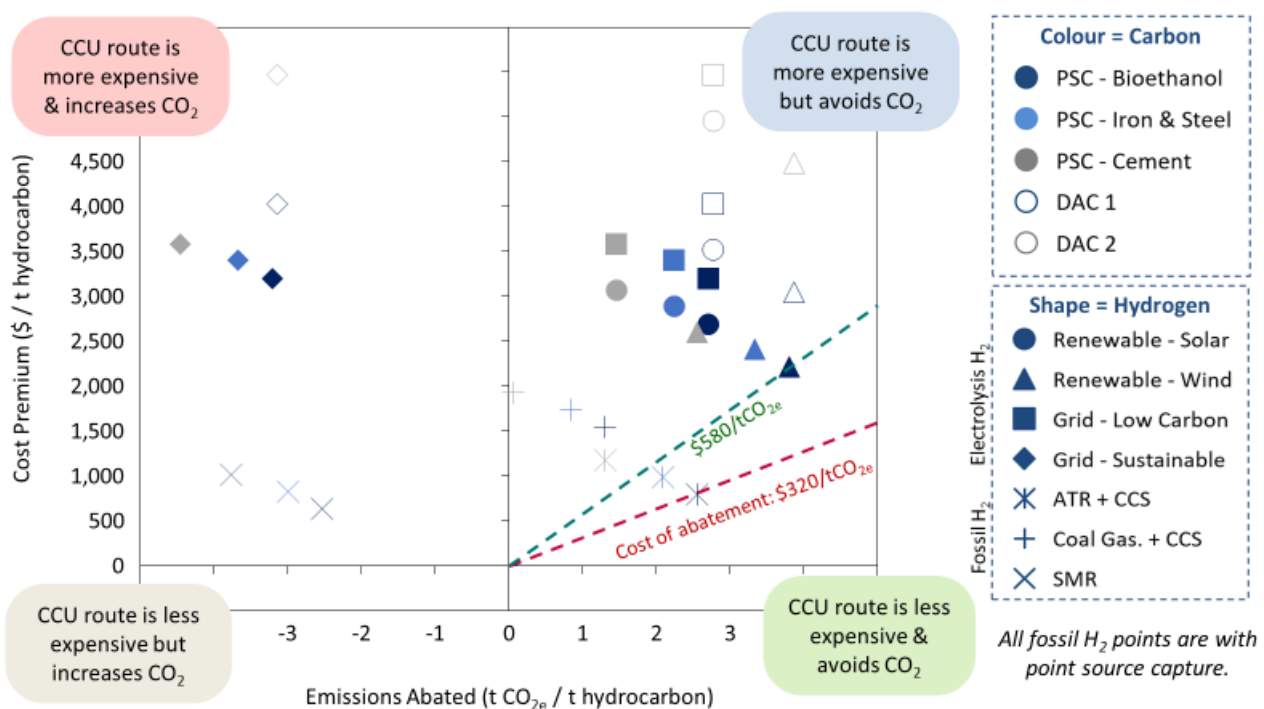 CCU route is
more expensive
& increases CO₂
CCU route is
more expensive
but avoids CO₂
Cost Premium ($ / t hydrocarbon)
4,500
4,000
3,500
3,000
2,500
2,000
1,500
1,000
500
0
$580/tCO₂ₑ
Cost of abatement: $320/tCO₂ₑ
CCU route is less
expensive but
increases CO₂
-3
-2
-1
0
1
2
3
CCU route is less
expensive &
avoids CO₂
Emissions Abated (t CO₂ₑ / t hydrocarbon)
Colour = Carbon
PSC - Bioethanol
PSC - Iron & Steel
PSC - Cement
DAC 1
DAC 2
Shape = Hydrogen
Electrolysis H₂
Renewable - Solar
Renewable - Wind
Grid - Low Carbon
Grid - Sustainable
Fossil H₂
ATR + CCS
Coal Gas. + CCS
SMR
All fossil H₂ points are with
point source capture.